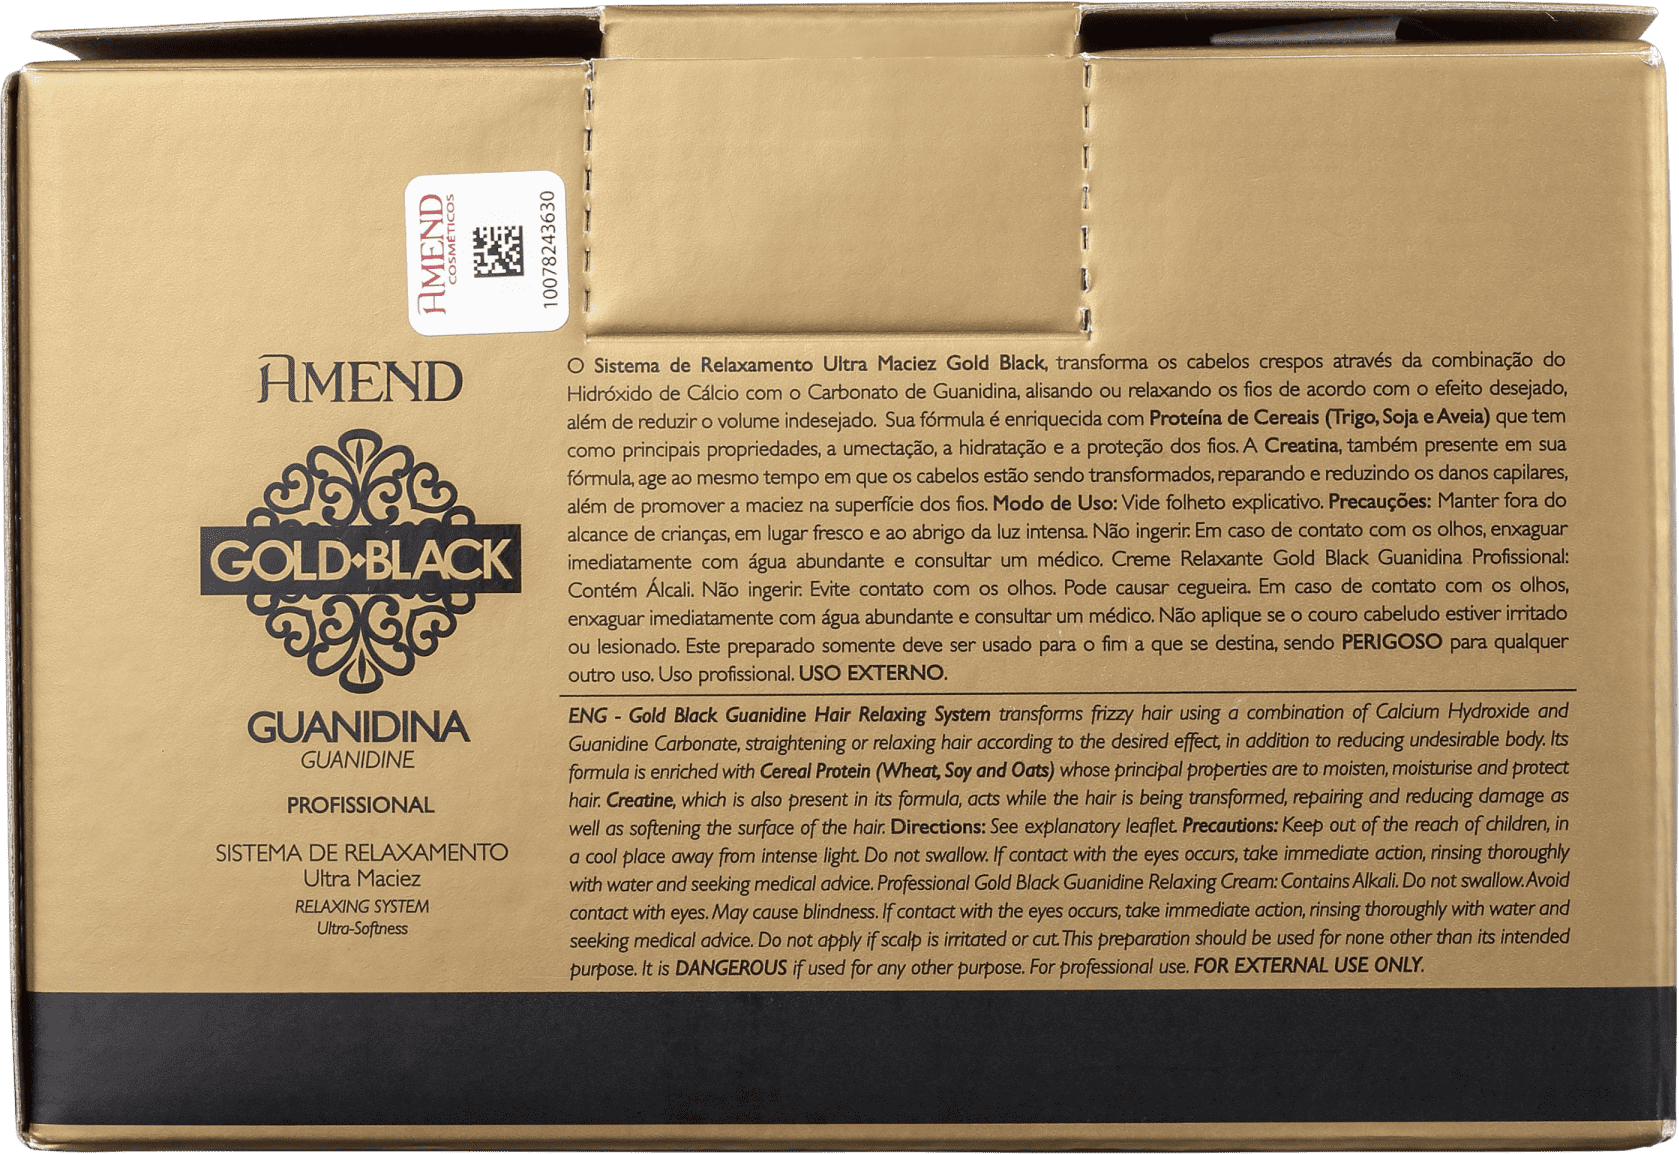 AMEND
COSMÉTICOS
10078243630
AMEND
GOLD•BLACK
GUANIDINA
GUANIDINE
PROFISSIONAL
SISTEMA DE RELAXAMENTO
Ultra Maciez
RELAXING SYSTEM
Ultra-Softness
O Sistema de Relaxamento Ultra Maciez Gold Black, transforma os cabelos crespos através da combinação do
Hidróxido de Cálcio com o Carbonato de Guanidina, alisando ou relaxando os fios de acordo com o efeito desejado,
além de reduzir o volume indesejado. Sua fórmula é enriquecida com Proteína de Cereais (Trigo, Soja e Aveia) que tem
como principais propriedades, a umectação, a hidratação e a proteção dos fios. A Creatina, também presente em sua
fórmula, age ao mesmo tempo em que os cabelos estão sendo transformados, reparando e reduzindo os danos capilares,
além de promover a maciez na superfície dos fios. Modo de Uso: Vide folheto explicativo. Precauções: Manter fora do
alcance de crianças, em lugar fresco e ao abrigo da luz intensa. Não ingerir. Em caso de contato com os olhos, enxaguar
imediatamente com água abundante e consultar um médico. Creme Relaxante Gold Black Guanidina Profissional:
Contém Álcali. Não ingerir. Evite contato com os olhos. Pode causar cegueira. Em caso de contato com os olhos,
enxaguar imediatamente com água abundante e consultar um médico. Não aplique se o couro cabeludo estiver irritado
ou lesionado. Este preparado somente deve ser usado para o fim a que se destina, sendo PERIGOSO para qualquer
outro uso. Uso profissional. USO EXTERNO.
ENG - Gold Black Guanidine Hair Relaxing System transforms frizzy hair using a combination of Calcium Hydroxide and
Guanidine Carbonate, straightening or relaxing hair according to the desired effect, in addition to reducing undesirable body. Its
formula is enriched with Cereal Protein (Wheat, Soy and Oats) whose principal properties are to moisten, moisturise and protect
hair. Creatine, which is also present in its formula, acts while the hair is being transformed, repairing and reducing damage as
well as softening the surface of the hair. Directions: See explanatory leaflet. Precautions: Keep out of the reach of children, in
a cool place away from intense light. Do not swallow. If contact with the eyes occurs, take immediate action, rinsing thoroughly
with water and seeking medical advice. Professional Gold Black Guanidine Relaxing Cream: Contains Alkali. Do not swallow. Avoid
contact with eyes. May cause blindness. If contact with the eyes occurs, take immediate action, rinsing thoroughly with water and
seeking medical advice. Do not apply if scalp is irritated or cut. This preparation should be used for none other than its intended
purpose. It is DANGEROUS if used for any other purpose. For professional use. FOR EXTERNAL USE ONLY.